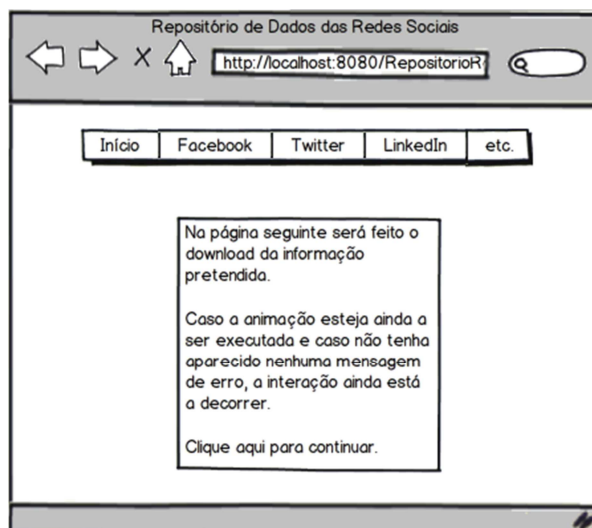 Repositório de Dados das Redes Sociais
http://localhost:8080/RepositorioR
Início Facebook Twitter LinkedIn etc.
Na página seguinte será feito o
download da informação
pretendida.
Caso a animação esteja ainda a
ser executada e caso não tenha
aparecido nenhuma mensagem
de erro, a interação ainda está
a decorrer.
Clique aqui para continuar.